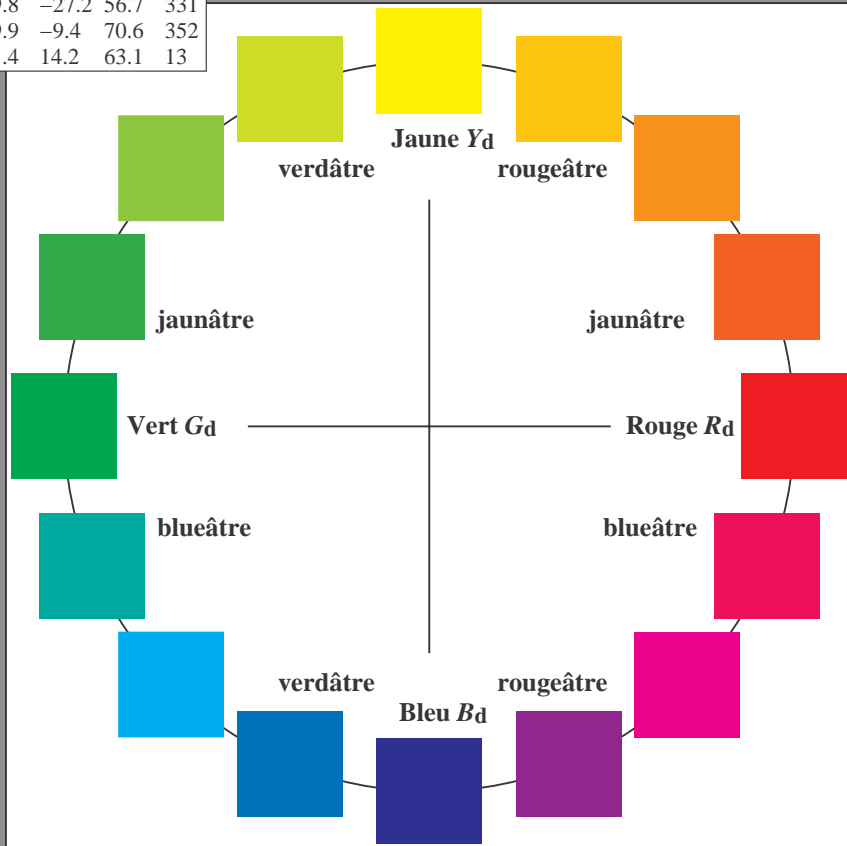 −27.2 56.7 331
−9.4 70.6 352
14.2 63.1 13
Jaune Yd
verdâtre rougeâtre
jaunâtre jaunâtre
Vert Gd Rouge Rd
blueâtre blueâtre
verdâtre rougeâtre
Bleu Bd